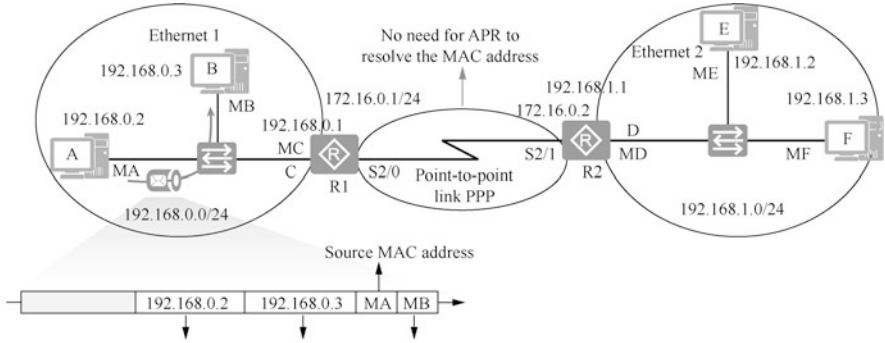 Ethernet 1
No need for APR to
resolve the MAC address
E
Ethernet 2
ME
192.168.1.2
B
192.168.0.3
MB
192.168.0.2
172.16.0.1/24
192.168.1.1
172.16.0.2
192.168.1.3
192.168.0.1
A
MA
MC
C
R
R1
S2/0
Point-to-point
link PPP
S2/1
R
R2
D
MD
MF
F
192.168.0.0/24
192.168.1.0/24
Source MAC address
192.168.0.2
192.168.0.3
MA
MB